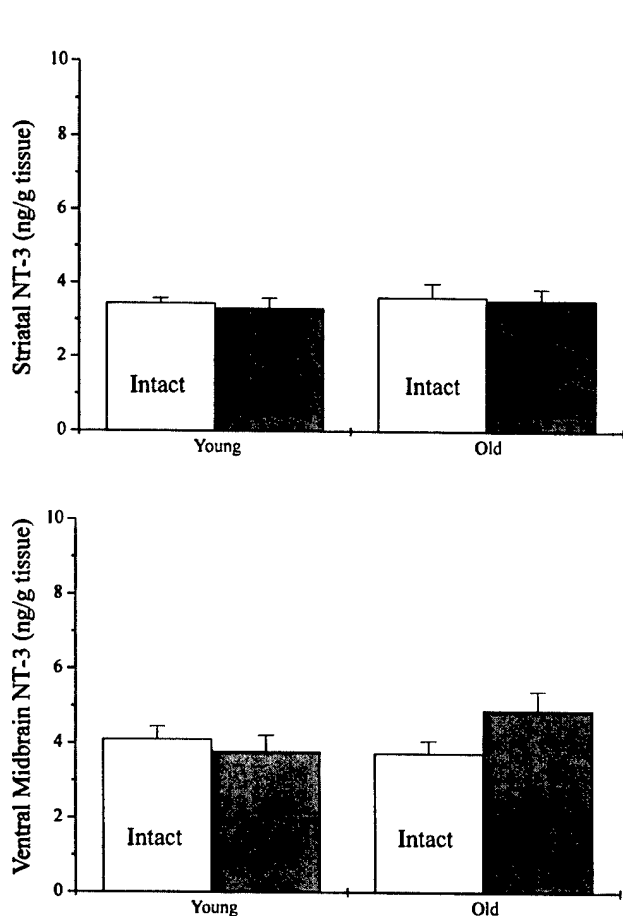 Striatal NT-3 (ng/g tissue)
10
8
6
4
2
0
Intact
Intact
Young
Old
Ventral Midbrain NT-3 (ng/g tissue)
10
8
6
4
2
0
Intact
Intact
Young
Old